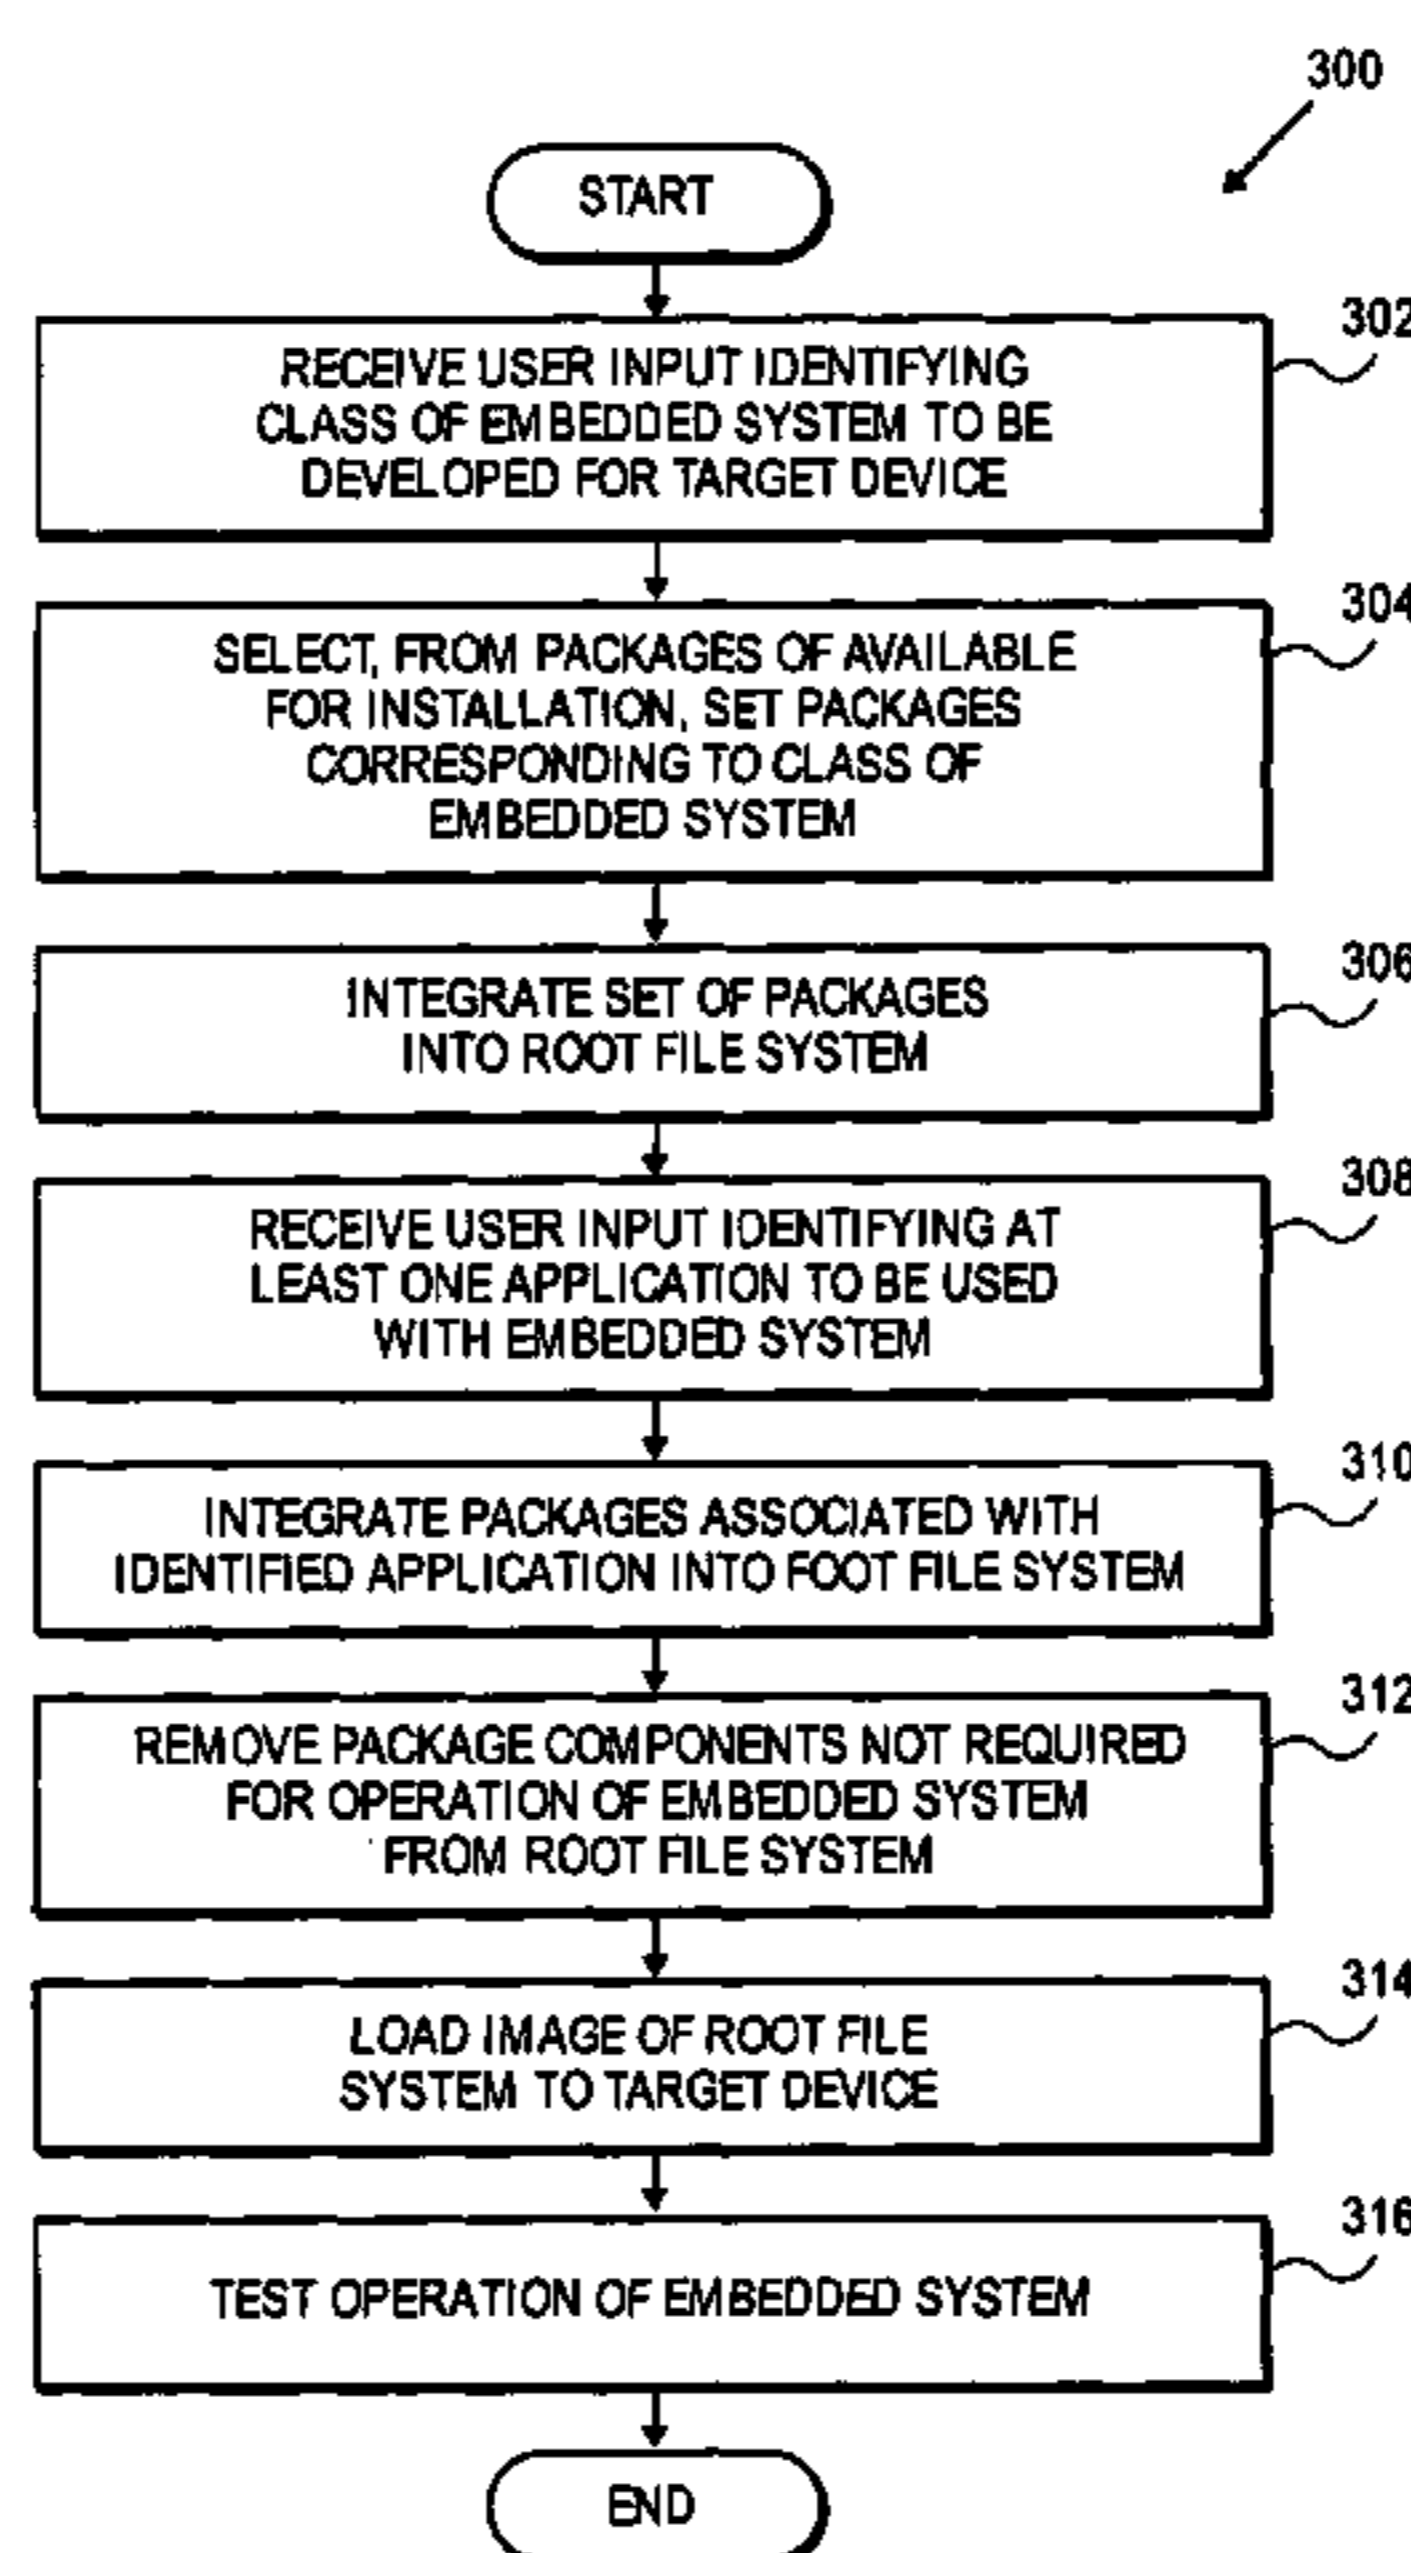 300
START
302
RECEIVE USER INPUT IDENTIFYING
CLASS OF EMBEDDED SYSTEM TO BE
DEVELOPED FOR TARGET DEVICE
304
SELECT, FROM PACKAGES OF AVAILABLE
FOR INSTALLATION, SET PACKAGES
CORRESPONDING TO CLASS OF
EMBEDDED SYSTEM
306
INTEGRATE SET OF PACKAGES
INTO ROOT FILE SYSTEM
308
RECEIVE USER INPUT IDENTIFYING AT
LEAST ONE APPLICATION TO BE USED
WITH EMBEDDED SYSTEM
310
INTEGRATE PACKAGES ASSOCIATED WITH
IDENTIFIED APPLICATION INTO FOOT FILE SYSTEM
312
REMOVE PACKAGE COMPONENTS NOT REQUIRED
FOR OPERATION OF EMBEDDED SYSTEM
FROM ROOT FILE SYSTEM
314
LOAD IMAGE OF ROOT FILE
SYSTEM TO TARGET DEVICE
316
TEST OPERATION OF EMBEDDED SYSTEM
END